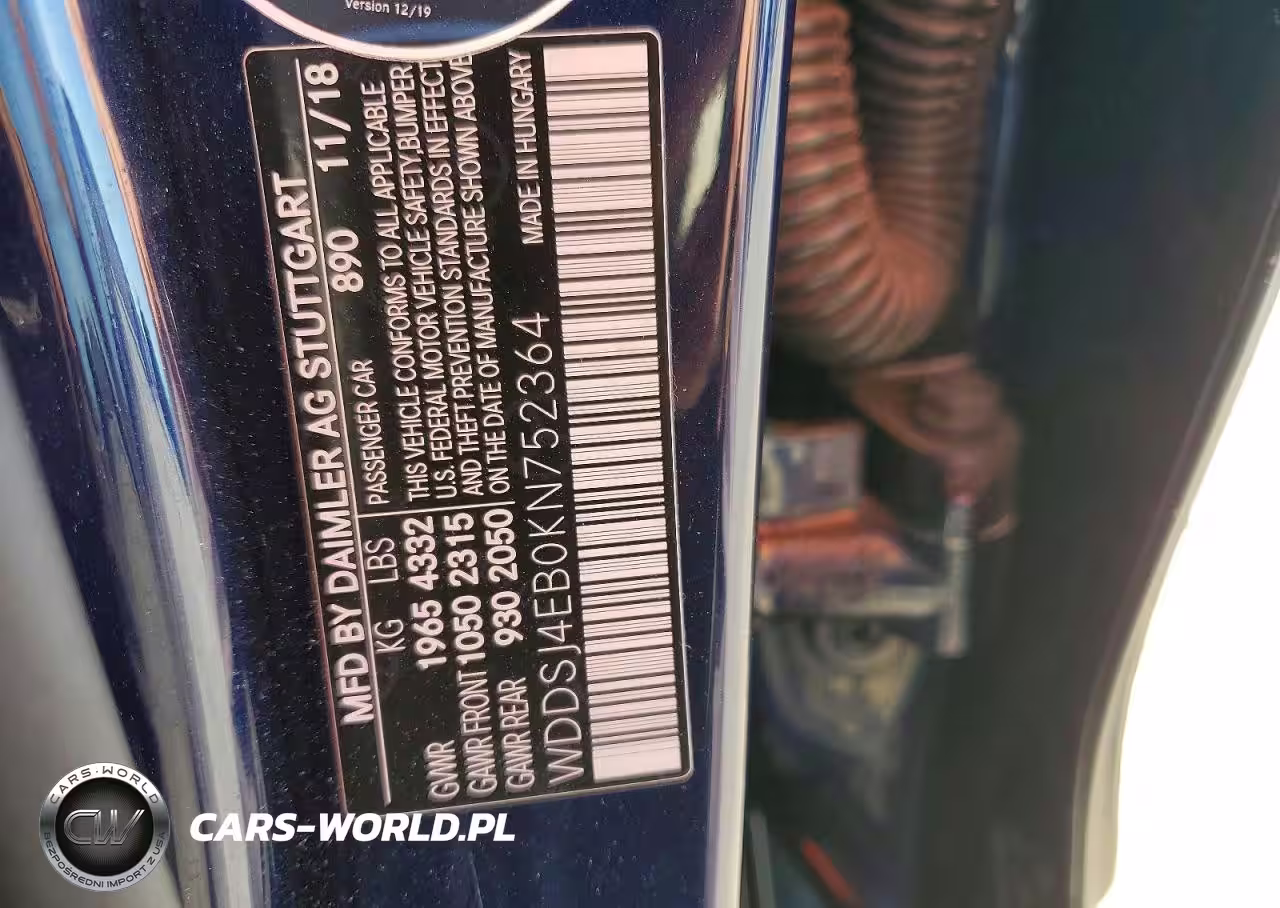 Version 12/19
MFD BY DAIMLER AG STUTTGART
PASSENGER CAR 890 11/18
KG LBS
GVWR 1965 4332
GAWR FRONT 1050 2315
GAWR REAR 930 2050
THIS VEHICLE CONFORMS TO ALL APPLICABLE
U.S. FEDERAL MOTOR VEHICLE SAFETY,BUMPER,
AND THEFT PREVENTION STANDARDS IN EFFECT
ON THE DATE OF MANUFACTURE SHOWN ABOVE
MADE IN HUNGARY
WDDSJ4EB0KN752364
CARS-WORLD
CW
BEZPOŚREDNI IMPORT Z USA
CARS-WORLD.PL